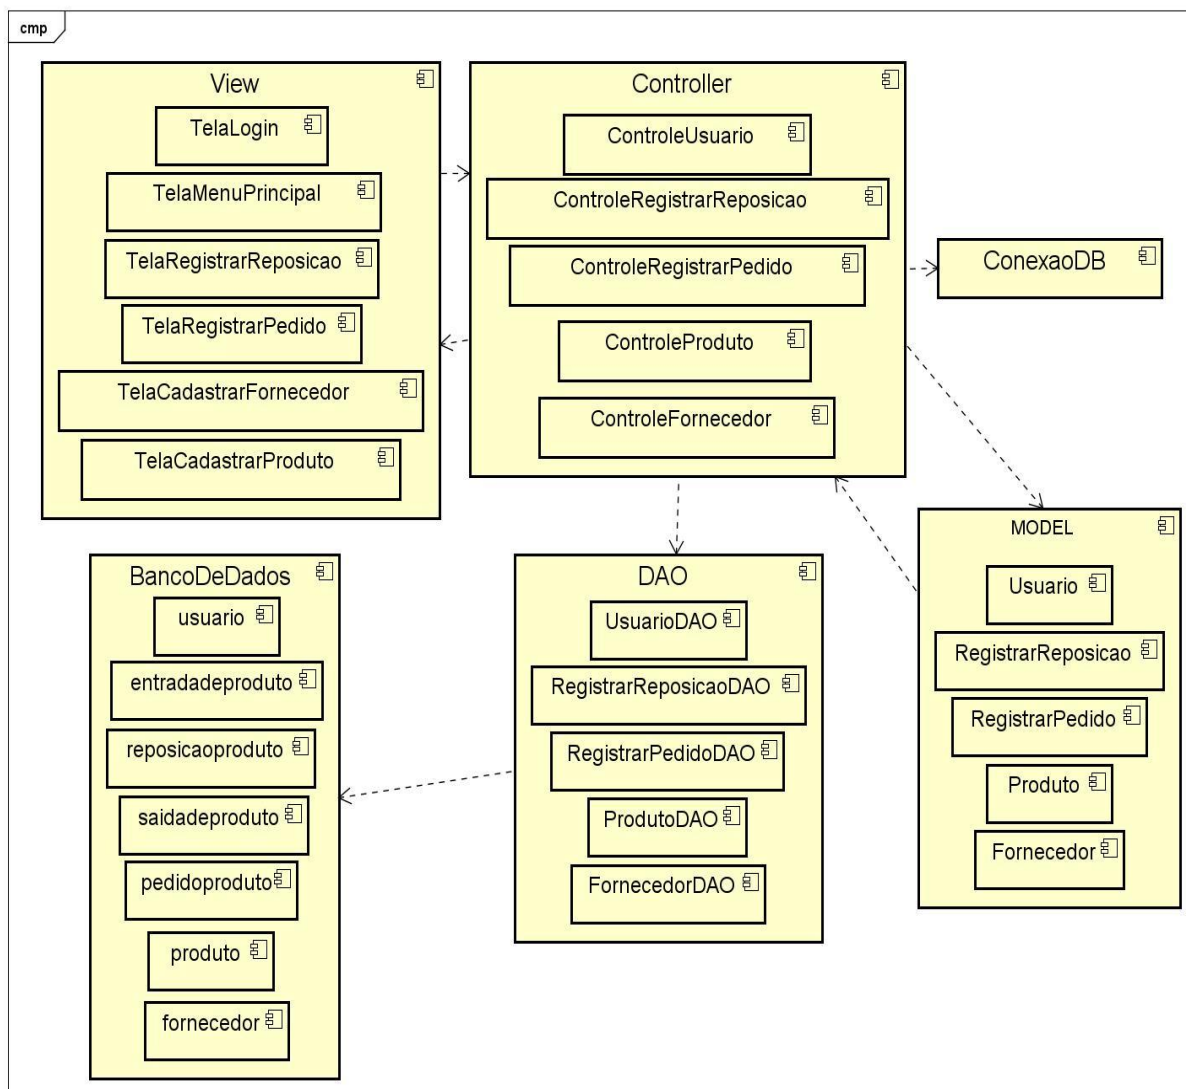 cmp
View
TelaLogin
TelaMenuPrincipal
TelaRegistrarReposicao
TelaRegistrarPedido
TelaCadastrarFornecedor
TelaCadastrarProduto
Controller
ControleUsuario
ControleRegistrarReposicao
ControleRegistrarPedido
ControleProduto
ControleFornecedor
ConexaoDB
BancoDeDados
usuario
entradadeproduto
reposicaoproduto
saidadeproduto
pedidoproduto
produto
fornecedor
DAO
UsuarioDAO
RegistrarReposicaoDAO
RegistrarPedidoDAO
ProdutoDAO
FornecedorDAO
MODEL
Usuario
RegistrarReposicao
RegistrarPedido
Produto
Fornecedor